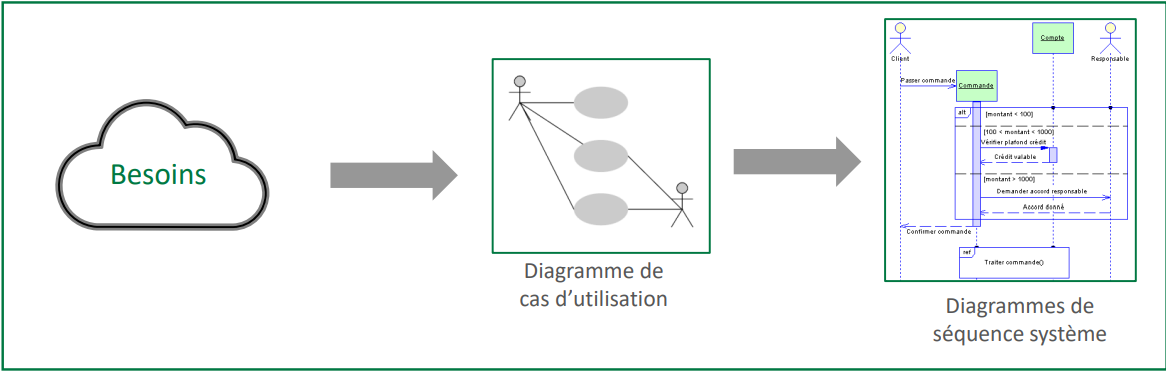 Besoins
Diagramme de
cas d’utilisation
Client
Compte
Responsable
Passer commande
Commande
alt
[montant < 100]
[100 < montant < 1000]
Vérifier plafond crédit
Crédit valable
[montant > 1000]
Demander accord responsable
Accord donné
Confirmer commande
ref
Traiter commande()
Diagrammes de
séquence système